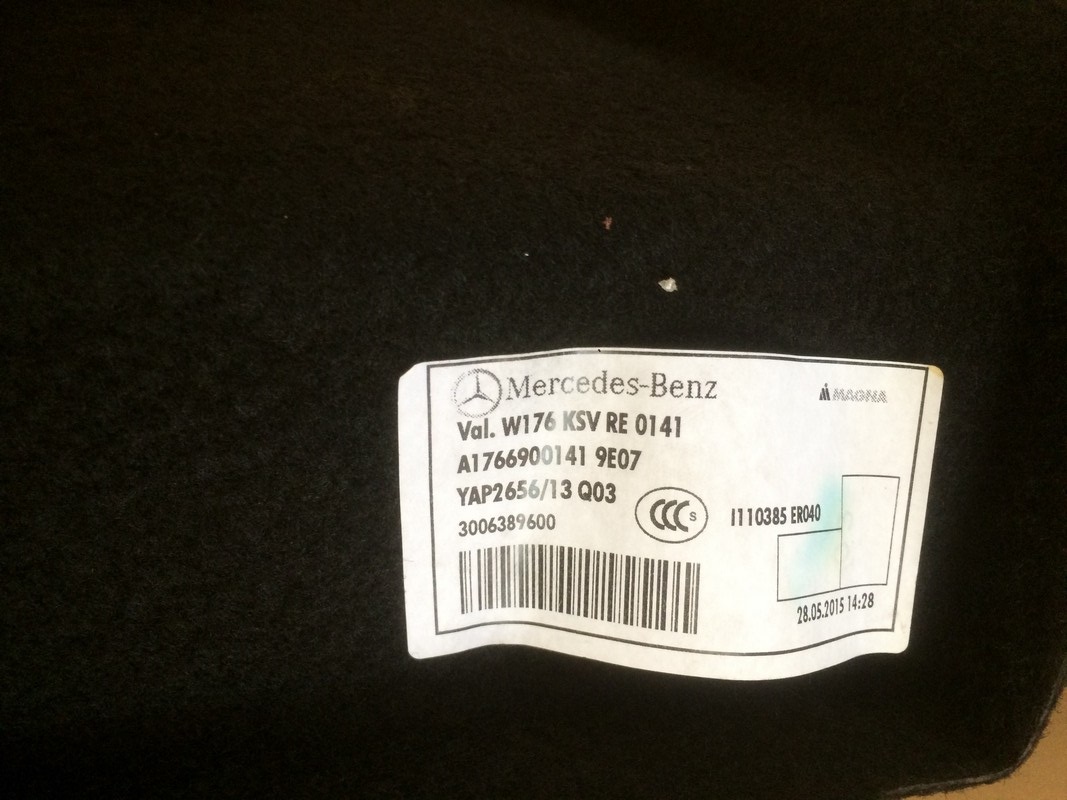 Mercedes-Benz
MAGNA
Val. W176 KSV RE 0141
A1766900141 9E07
YAP2656/13 Q03
3006389600
CCC S
I110385 ER040
28.05.2015 14:28